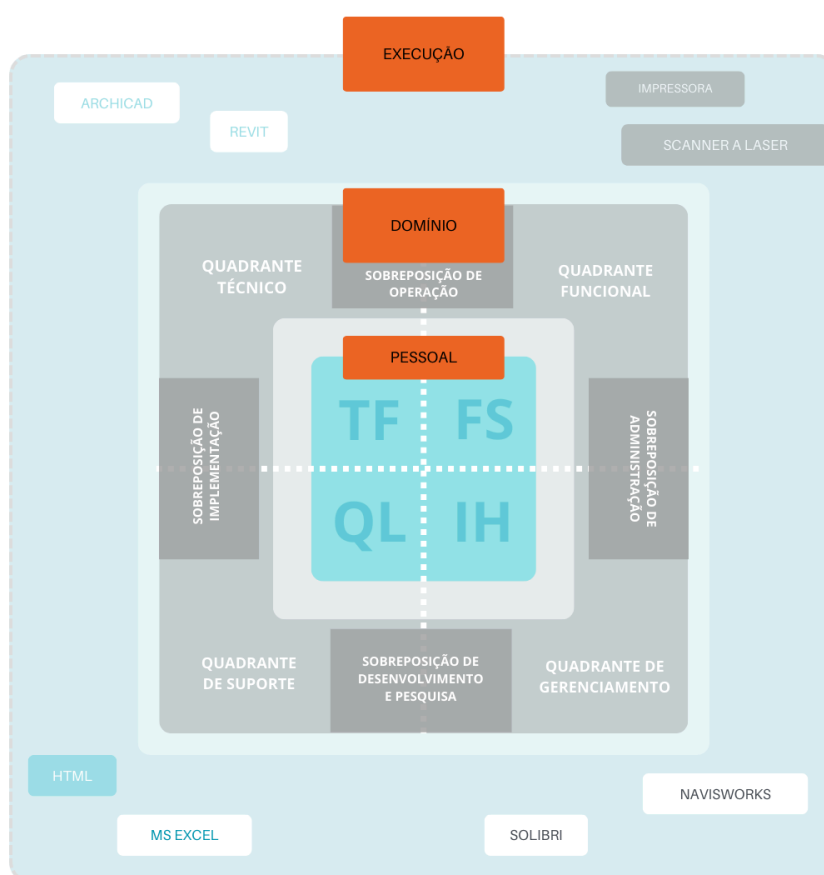 EXECUÇÃO
ARCHICAD
REVIT
IMPRESSORA
SCANNER A LASER
DOMÍNIO
QUADRANTE
TÉCNICO
SOBREPOSIÇÃO DE
OPERAÇÃO
QUADRANTE
FUNCIONAL
PESSOAL
TF FS
SOBREPOSIÇÃO DE
IMPLEMENTAÇÃO
SOBREPOSIÇÃO DE
ADMINISTRAÇÃO
QL IH
QUADRANTE
DE SUPORTE
SOBREPOSIÇÃO DE
DESENVOLVIMENTO
E PESQUISA
QUADRANTE DE
GERENCIAMENTO
HTML
NAVISWORKS
MS EXCEL
SOLIBRI